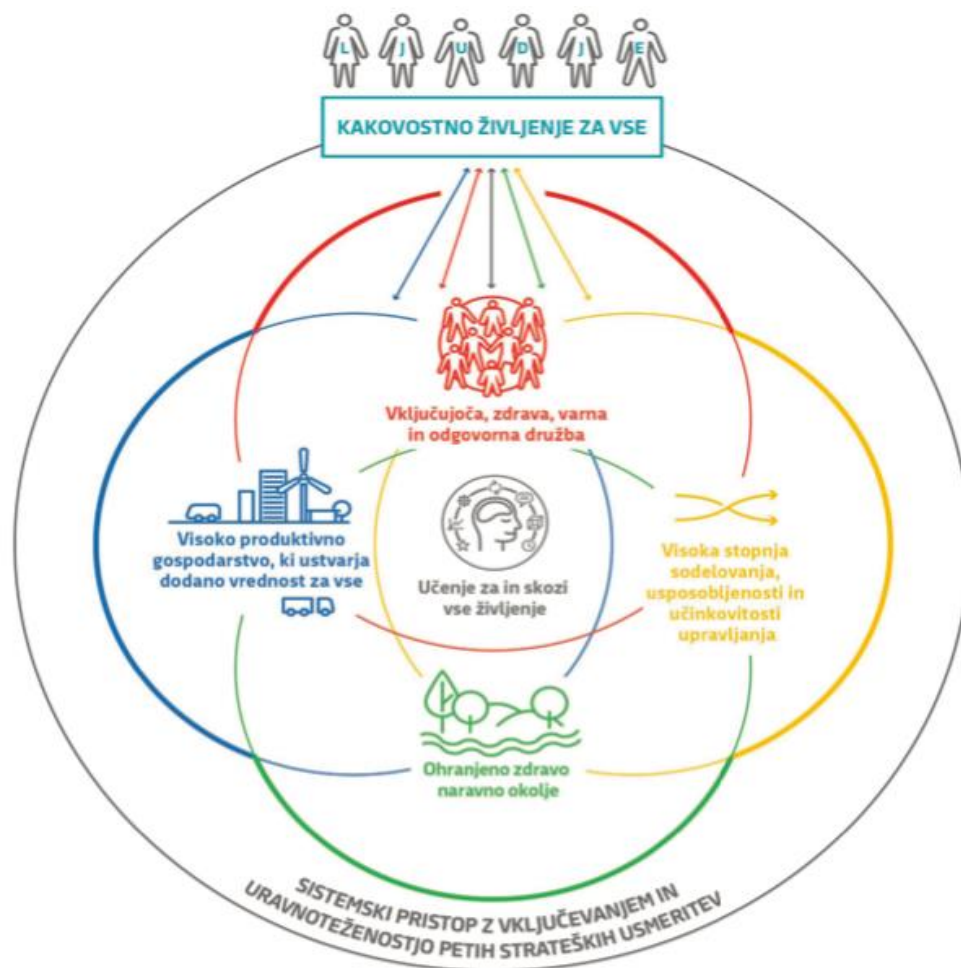 L J U D J E
KAKOVOSTNO ŽIVLJENJE ZA VSE
Vključujoča, zdrava, varna
in odgovorna družba
Visoko produktivno
gospodarstvo, ki ustvarja
dodano vrednost za vse
Učenje za in skozi
vse življenje
Visoka stopnja
sodelovanja,
usposobljenosti in
učinkovitosti
upravljanja
Ohranjeno zdravo
naravno okolje
SISTEMSKI PRISTOP Z VKLJUČEVANJEM IN
URAVNOTEŽENOSTJO PETIH STRATEŠKIH USMERITEV